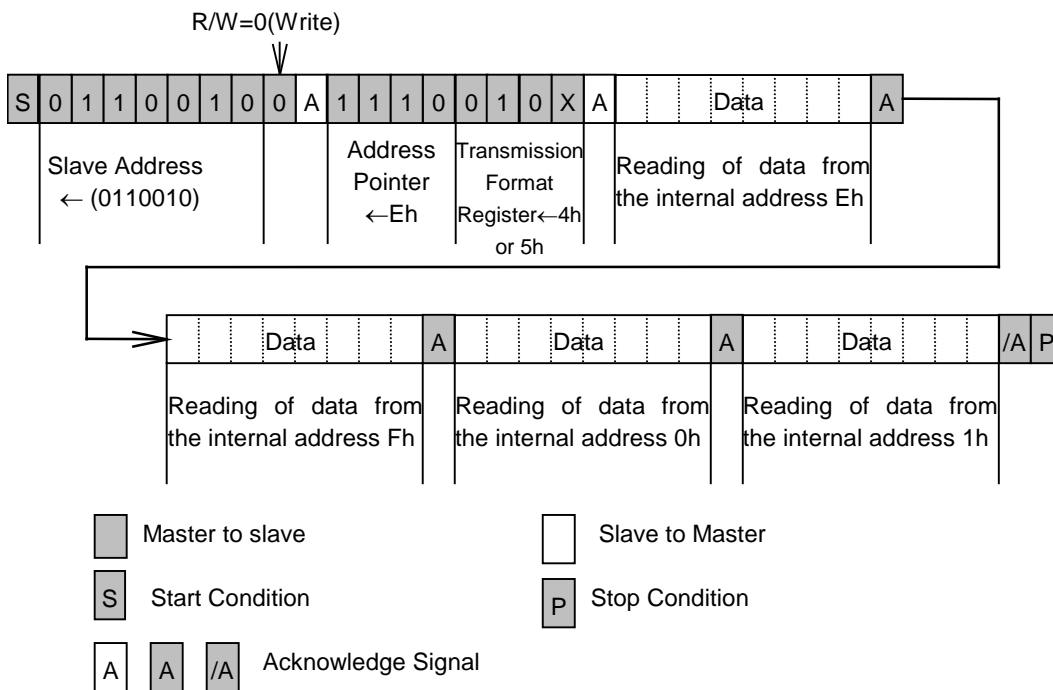 R/W=0(Write)
S 0 1 1 0 0 1 0 0 A 1 1 1 0 0 1 0 X A Data A
Slave Address
← (0110010)
Address
Pointer
←Eh
Transmission
Format
Register←4h
or 5h
Reading of data from
the internal address Eh
Data A Data A Data /A P
Reading of data from
the internal address Fh
Reading of data from
the internal address 0h
Reading of data from
the internal address 1h
Master to slave
Slave to Master
S Start Condition
P Stop Condition
A A /A Acknowledge Signal